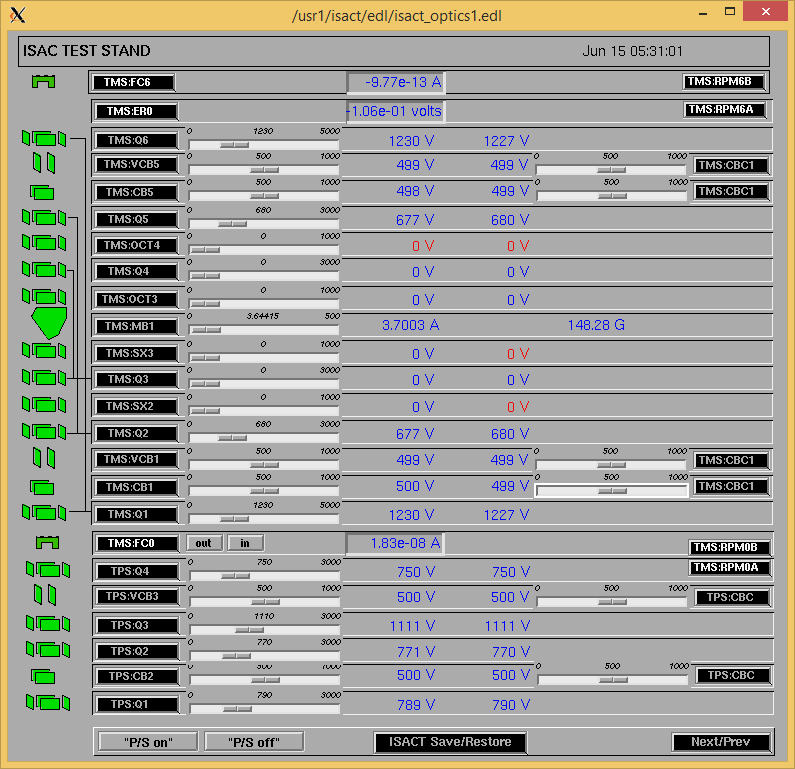 /usr1/isact/edl/isact_optics1.edl
ISAC TEST STAND Jun 15 05:31:01
TMS:FC6 -9.77e-13 A TMS:RPM6B
TMS:ER0 -1.06e-01 volts TMS:RPM6A
TMS:Q6 0 1230 5000 1230 V 1227 V
TMS:VCB5 0 500 1000 499 V 499 V 0 500 1000 TMS:CBC1
TMS:CB5 0 500 1000 498 V 499 V 0 500 1000 TMS:CBC1
TMS:Q5 0 680 3000 677 V 680 V
TMS:OCT4 0 0 1000 0 V 0 V
TMS:Q4 0 0 3000 0 V 0 V
TMS:OCT3 0 0 1000 0 V 0 V
TMS:MB1 0 3.64415 500 3.7003 A 148.28 G
TMS:SX3 0 0 1000 0 V 0 V
TMS:Q3 0 0 3000 0 V 0 V
TMS:SX2 0 0 1000 0 V 0 V
TMS:Q2 0 680 3000 677 V 680 V
TMS:VCB1 0 500 1000 499 V 499 V 0 500 1000 TMS:CBC1
TMS:CB1 0 500 1000 500 V 499 V 0 500 1000 TMS:CBC1
TMS:Q1 0 1230 5000 1230 V 1227 V
TMS:FC0 out in 1.83e-08 A TMS:RPM0B
TPS:Q4 0 750 3000 750 V 750 V TMS:RPM0A
TPS:VCB3 0 500 1000 500 V 500 V 0 500 1000 TPS:CBC
TPS:Q3 0 1110 3000 1111 V 1111 V
TPS:Q2 0 770 3000 771 V 770 V
TPS:CB2 0 500 1000 500 V 500 V 0 500 1000 TPS:CBC
TPS:Q1 0 790 3000 789 V 790 V
"P/S on" "P/S off" ISACT Save/Restore Next/Prev